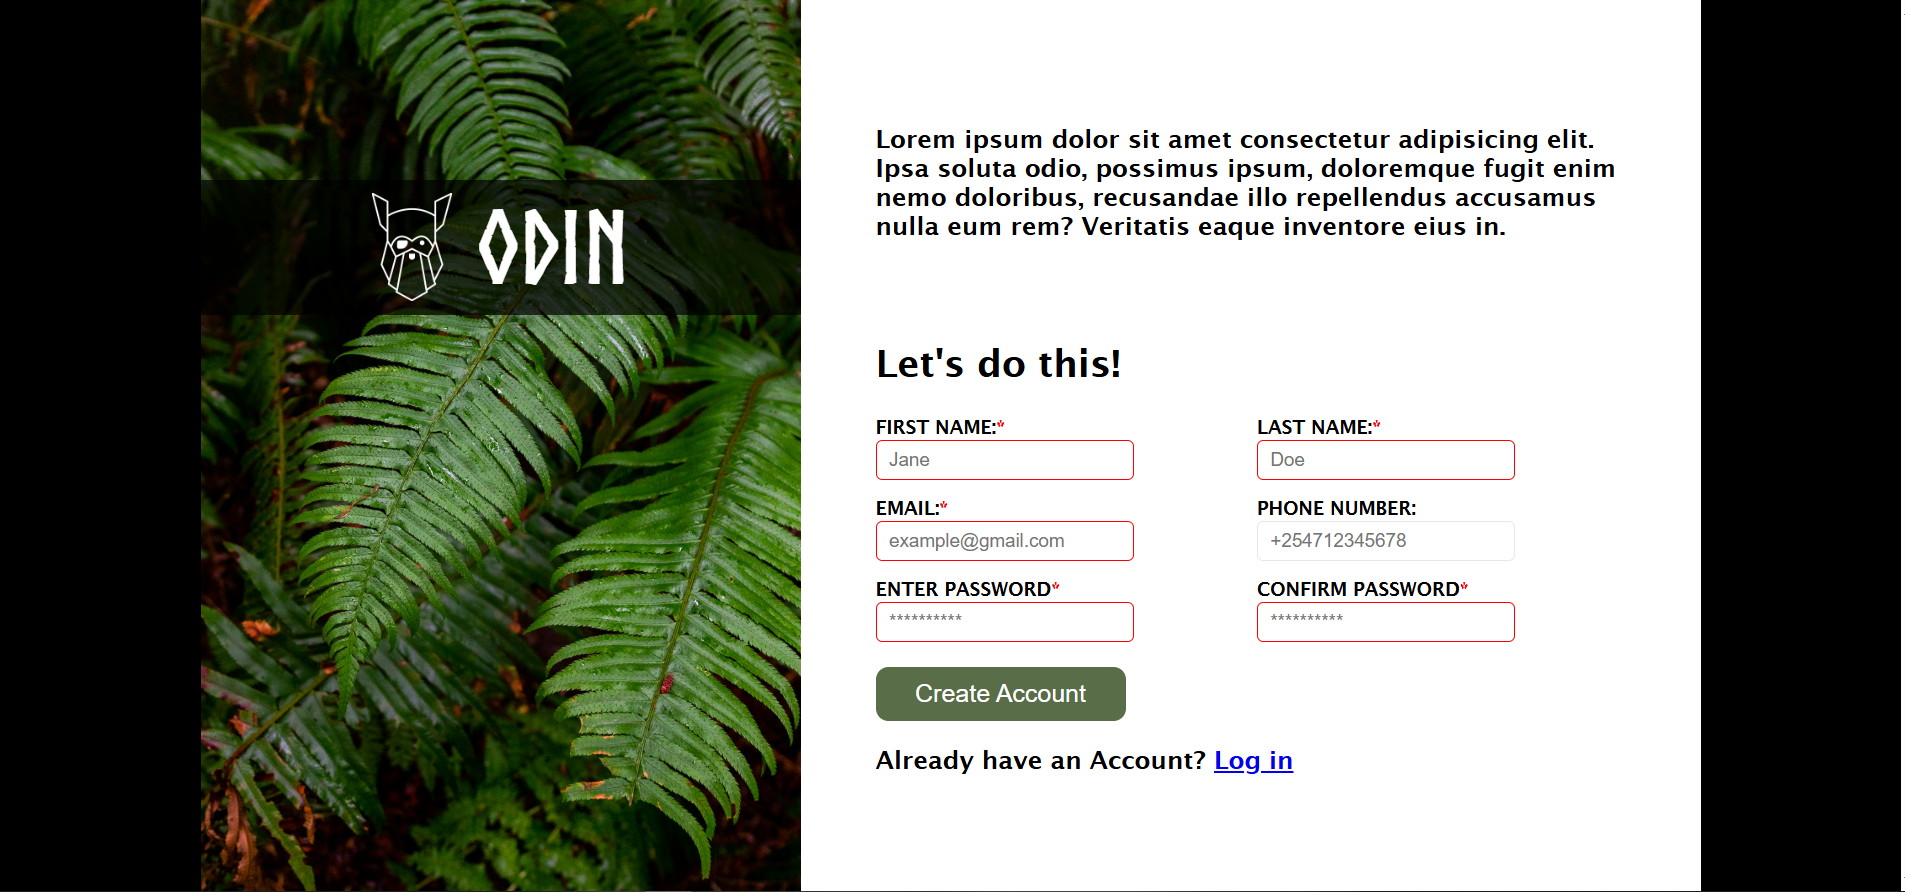 ODIN
Lorem ipsum dolor sit amet consectetur adipisicing elit.
Ipsa soluta odio, possimus ipsum, doloremque fugit enim
nemo doloribus, recusandae illo repellendus accusamus
nulla eum rem? Veritatis eaque inventore eius in.
Let's do this!
FIRST NAME:*
Jane
LAST NAME:*
Doe
EMAIL:*
example@gmail.com
PHONE NUMBER:
+254712345678
ENTER PASSWORD*
**********
CONFIRM PASSWORD*
**********
Create Account
Already have an Account? Log in